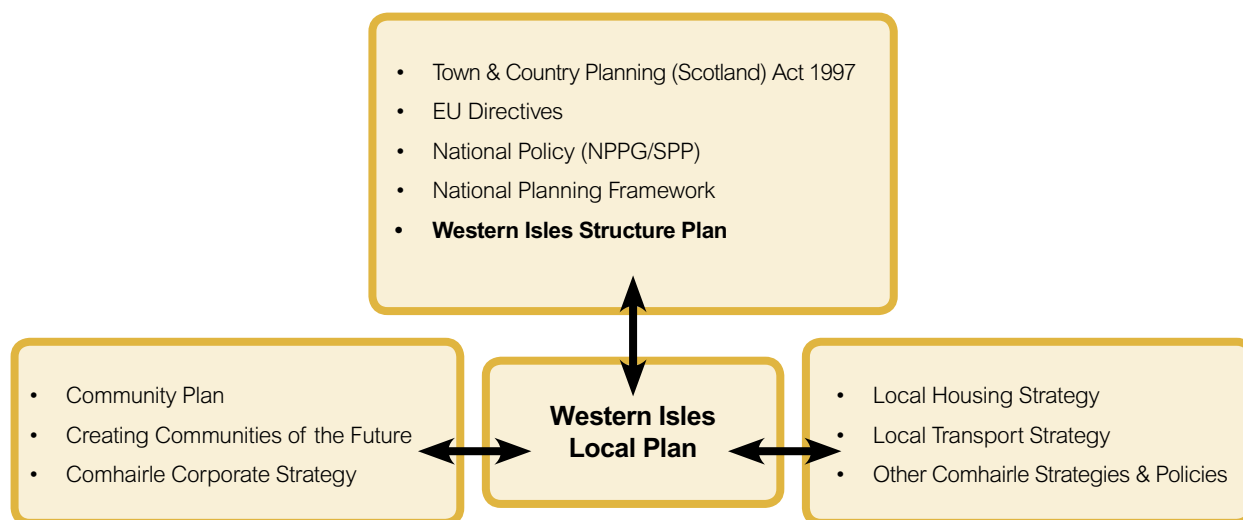 • Town & Country Planning (Scotland) Act 1997
• EU Directives
• National Policy (NPPG/SPP)
• National Planning Framework
• Western Isles Structure Plan
• Community Plan
• Creating Communities of the Future
• Comhairle Corporate Strategy
Western Isles
Local Plan
• Local Housing Strategy
• Local Transport Strategy
• Other Comhairle Strategies & Policies